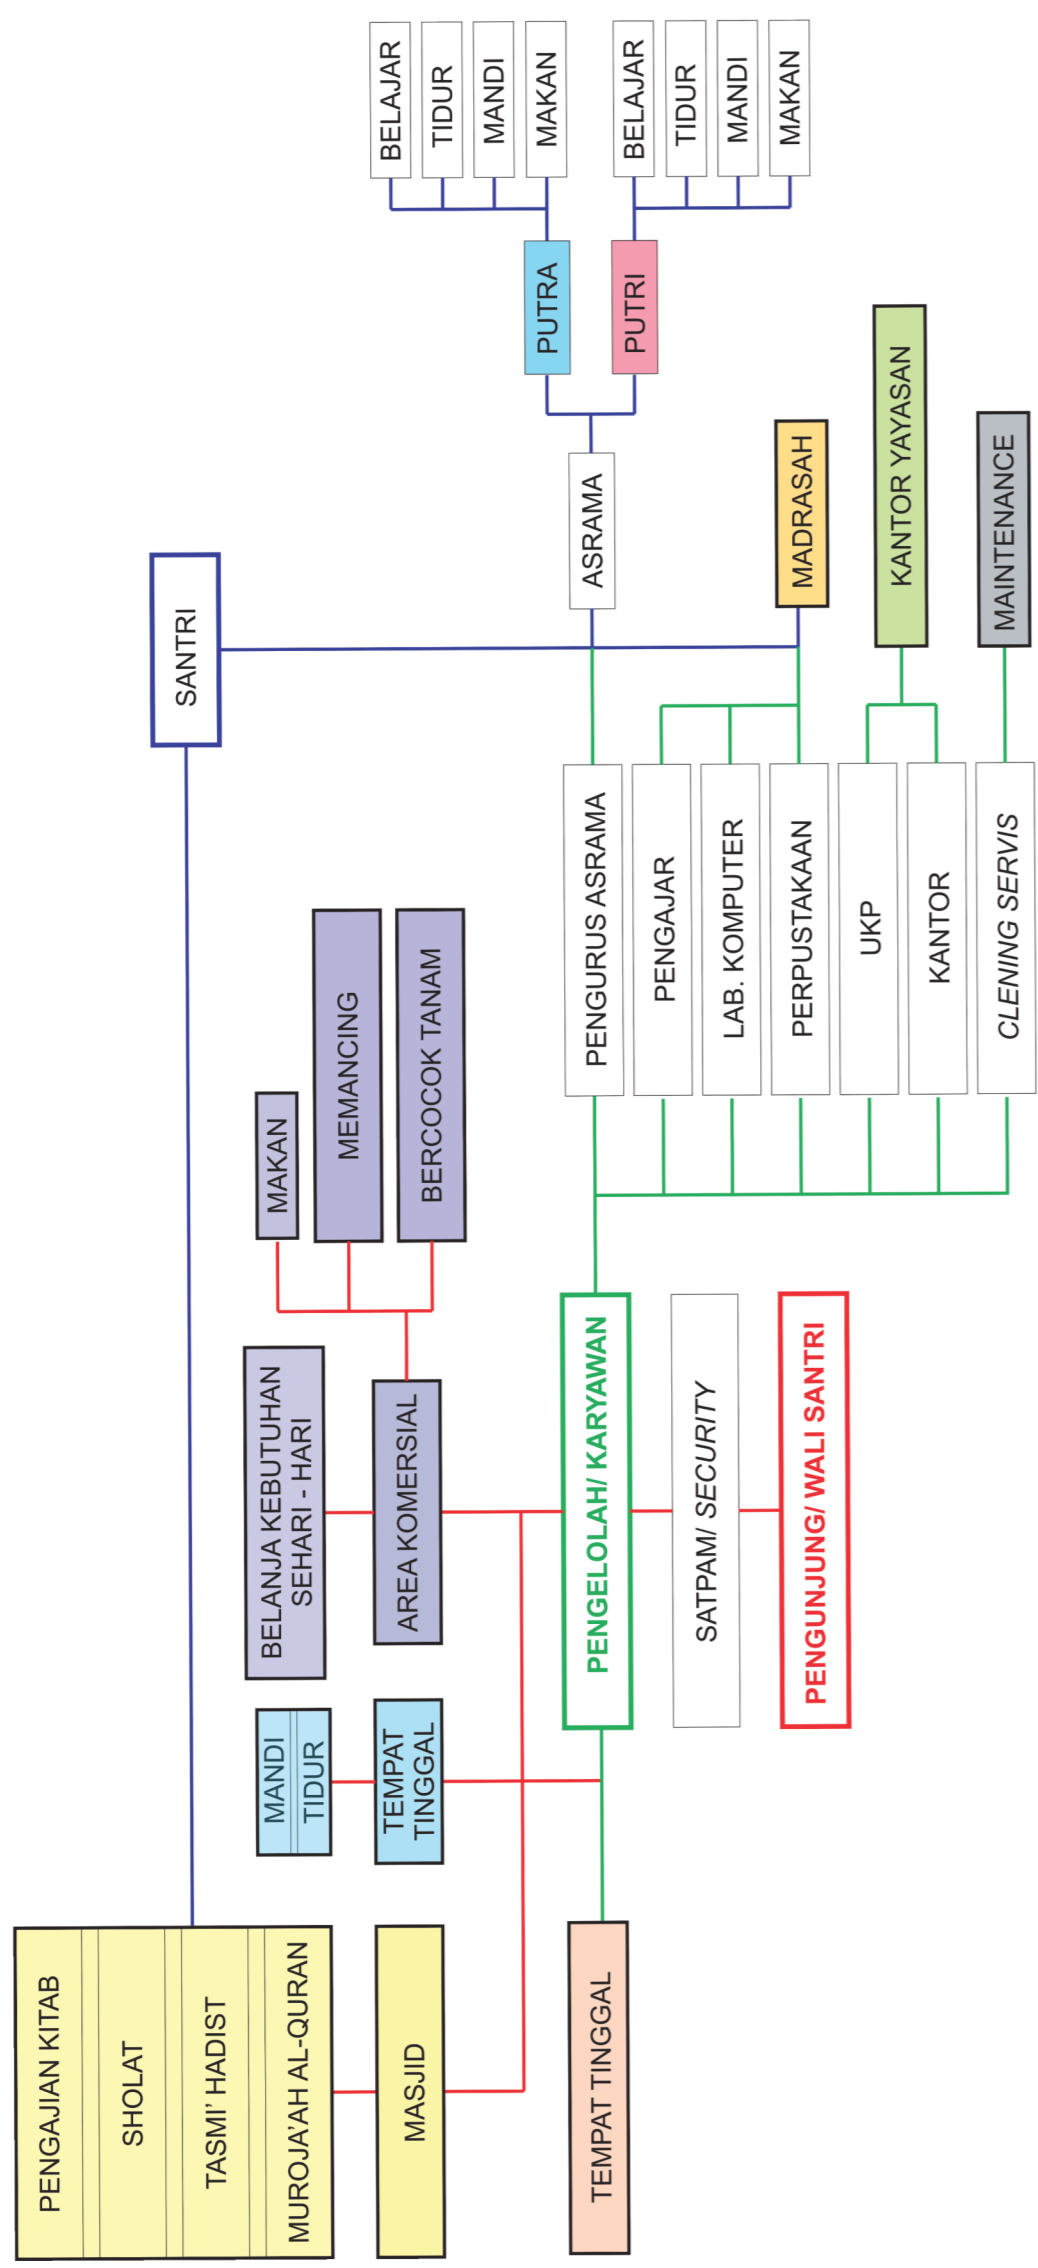 PENGAJIAN KITAB
SHOLAT
TASMI' HADIST
MUROJA'AH AL-QURAN
SANTRI
MANDI
TIDUR
BELANJA KEBUTUHAN
SEHARI - HARI
MAKAN
MEMANCING
BERCOCOK TANAM
MASJID
TEMPAT
TINGGAL
AREA KOMERSIAL
BELAJAR
TIDUR
MANDI
MAKAN
PUTRA
PUTRI
BELAJAR
TIDUR
MANDI
MAKAN
TEMPAT TINGGAL
PENGELOLAH/ KARYAWAN
PENGURUS ASRAMA
ASRAMA
PENGAJAR
LAB. KOMPUTER
PERPUSTAKAAN
MADRASAH
UKP
KANTOR
KANTOR YAYASAN
CLENING SERVIS
MAINTENANCE
SATPAM/ SECURITY
PENGUNJUNG/ WALI SANTRI